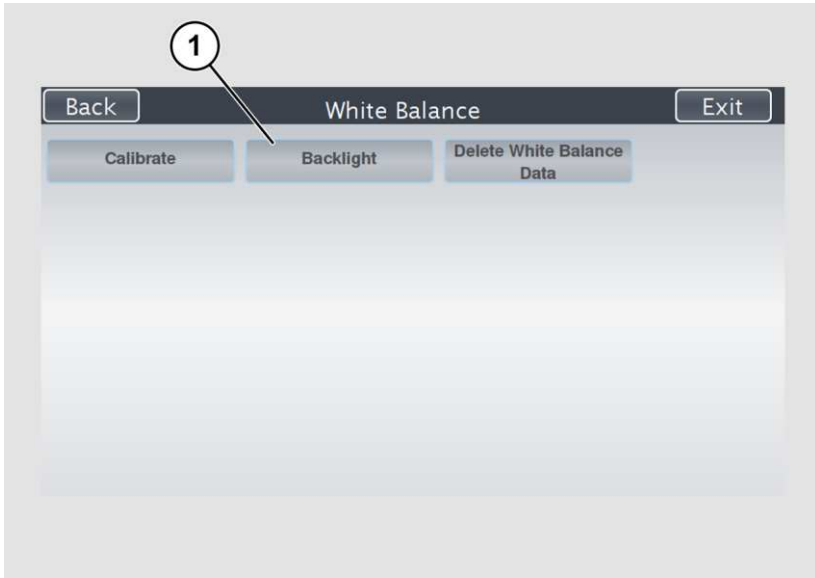 1
Back
White Balance
Exit
Calibrate
Backlight
Delete White Balance
Data